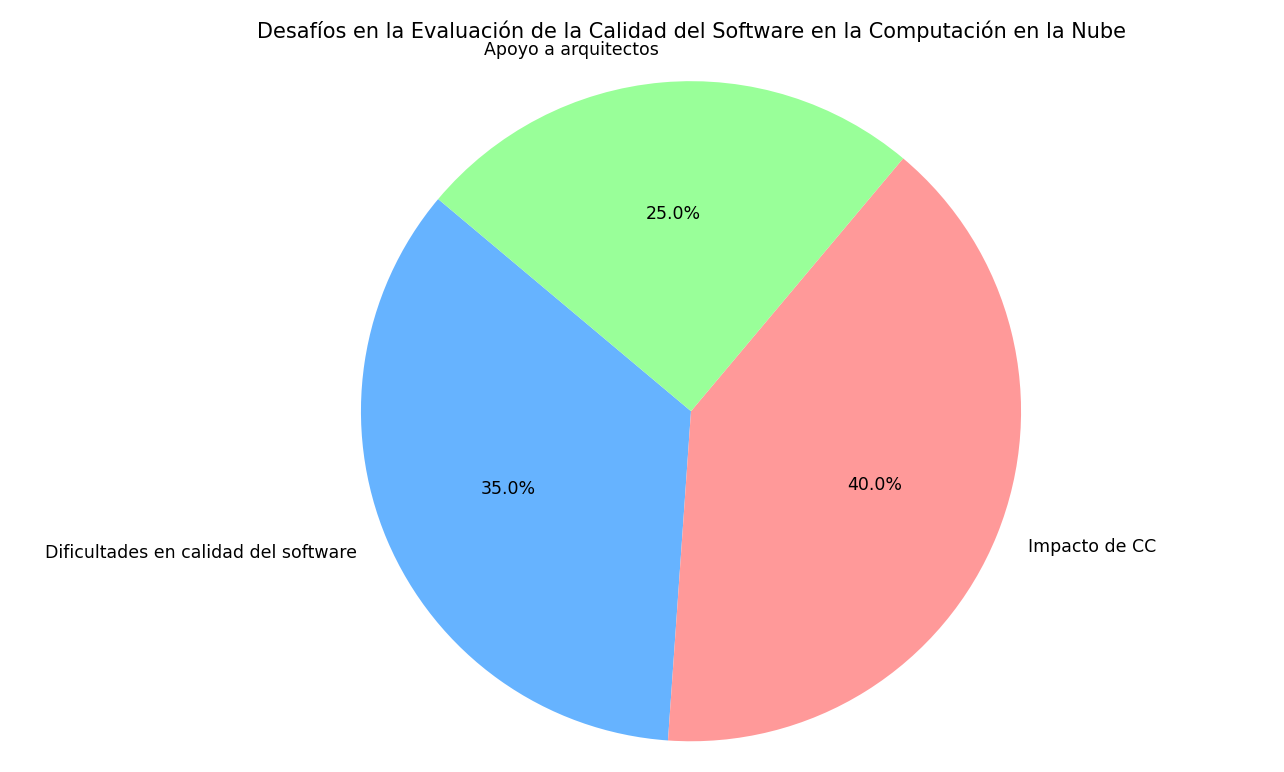 Desafíos en la Evaluación de la Calidad del Software en la Computación en la Nube
Apoyo a arquitectos
25.0%
35.0%
40.0%
Dificultades en calidad del software
Impacto de CC